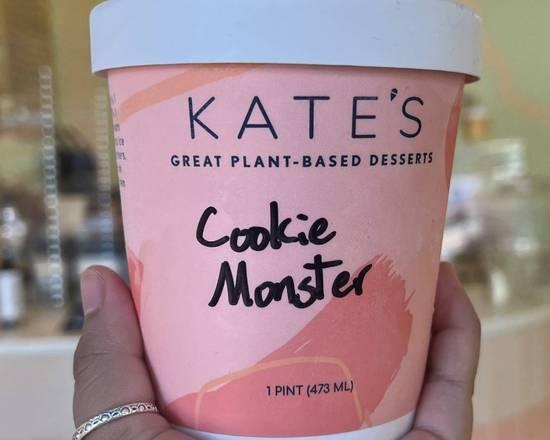 KATE'S
GREAT PLANT-BASED DESSERTS
Cookie
Monster
1 PINT (473 ML)